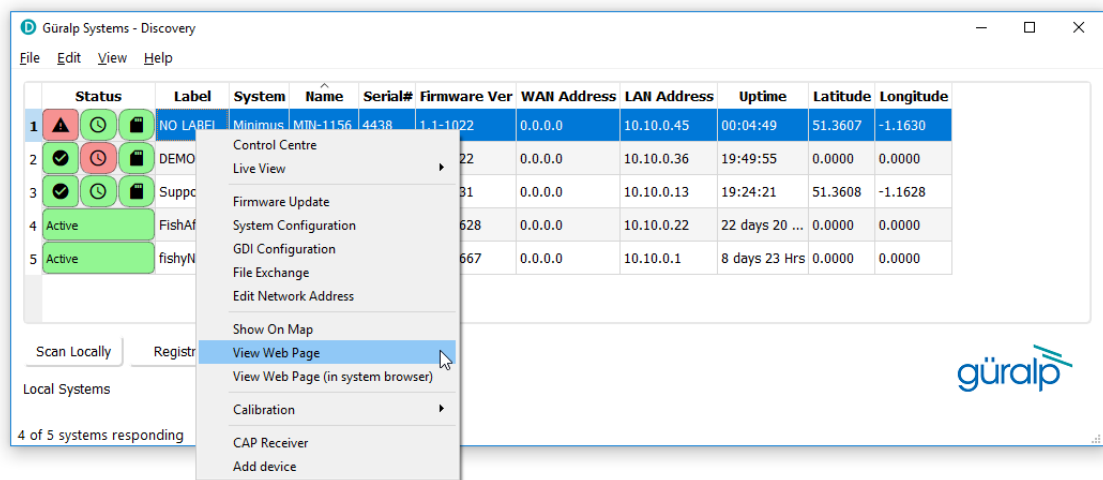 Güralp Systems - Discovery
File Edit View Help
Status Label System Name Serial# Firmware Ver WAN Address LAN Address Uptime Latitude Longitude
1 NO LABEL Minimus MIN-1156 4438 1.1-1022 0.0.0.0 10.10.0.45 00:04:49 51.3607 -1.1630
2 DEMO 22 0.0.0.0 10.10.0.36 19:49:55 0.0000 0.0000
3 Suppo 31 0.0.0.0 10.10.0.13 19:24:21 51.3608 -1.1628
4 Active FishAf 628 0.0.0.0 10.10.0.22 22 days 20 ... 0.0000 0.0000
5 Active fishyN 667 0.0.0.0 10.10.0.1 8 days 23 Hrs 0.0000 0.0000
Control Centre
Live View
Firmware Update
System Configuration
GDI Configuration
File Exchange
Edit Network Address
Show On Map
View Web Page
View Web Page (in system browser)
Calibration
CAP Receiver
Add device
Scan Locally Registr
Local Systems
4 of 5 systems responding
güralp